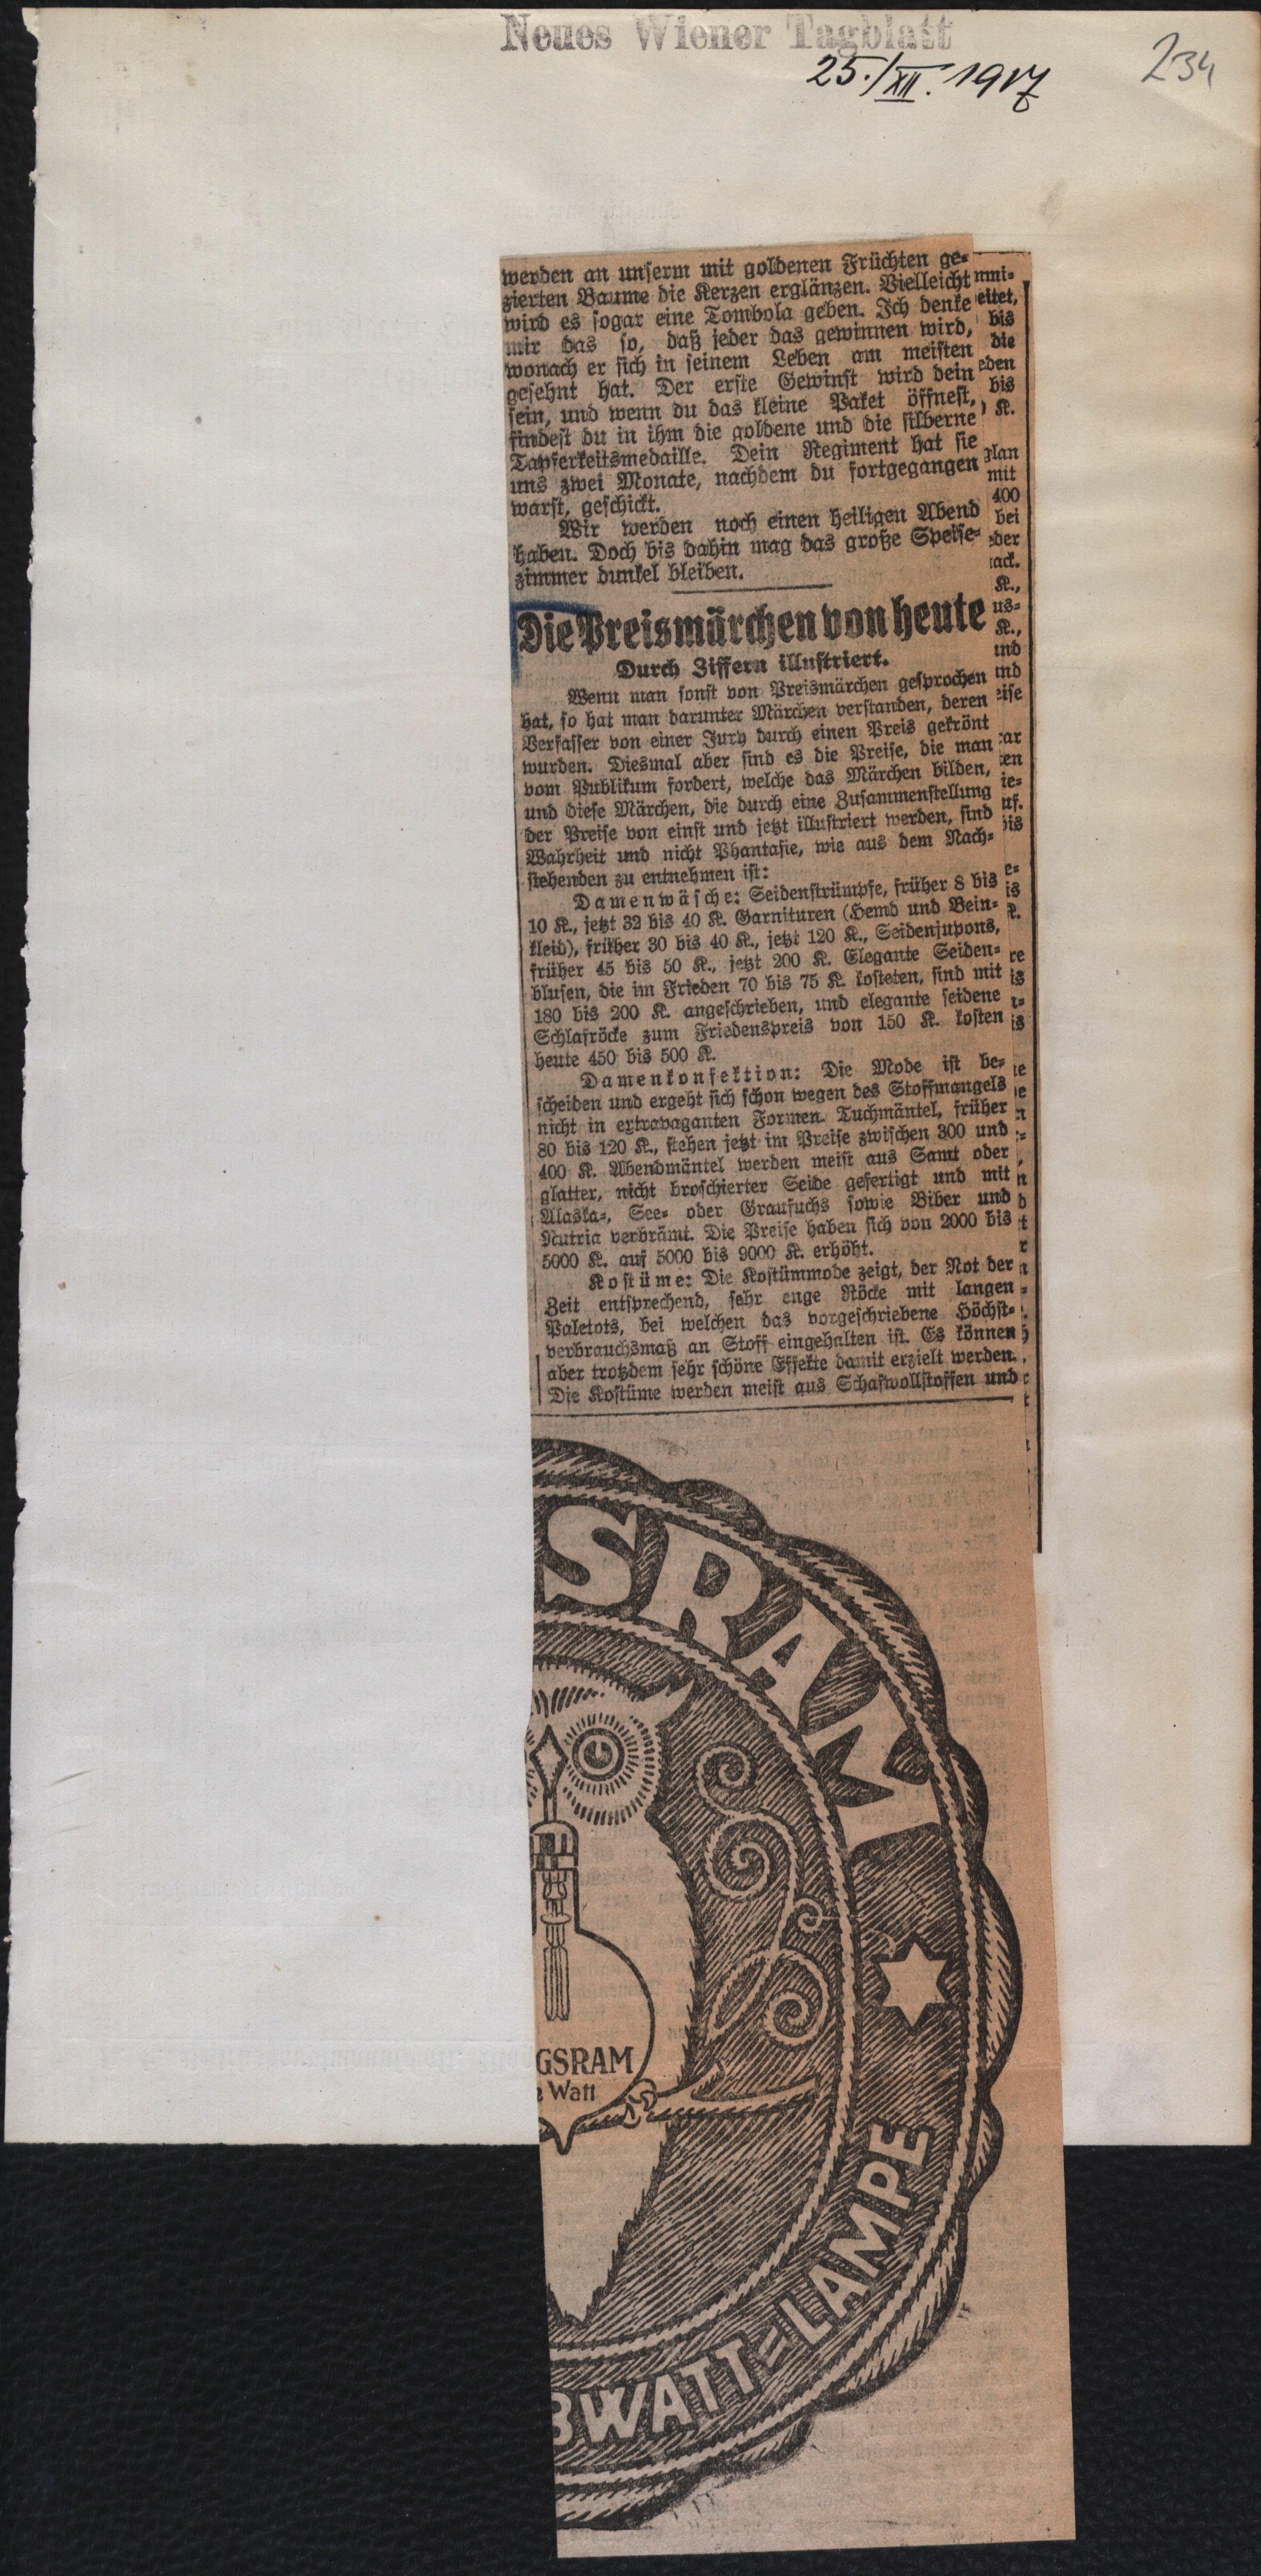 Neues Wiener Tagblatt
25./XII. 1917
234
werden an unserm mit goldenen Früchten ge-
zierten Baume die Kerzen erglänzen. Vielleicht
wird es sogar eine Tombola geben. Ich denke
mir das so, daß jeder das gewinnen wird,
wonach er sich in seinem Leben am meisten
gesehnt hat. Der erste Gewinst wird dein
sein, und wenn du das kleine Paket öffnest,
findest du in ihm die goldene und die silberne
Tapferkeitsmedaille. Dein Regiment hat sie
uns zwei Monate, nachdem du fortgegangen
warst, geschickt.
Wir werden noch einen heiligen Abend
haben. Doch bis dahin mag das große Speise-
zimmer dunkel bleiben.
Die Preismärchen von heute
Durch Ziffern illustriert.
Wenn man sonst von Preismärchen gesprochen
hat, so hat man darunter Märchen verstanden, deren
Verfasser von einer Jury durch einen Preis gekrönt
wurden. Diesmal aber sind es die Preise, die man
vom Publikum fordert, welche das Märchen bilden,
und diese Märchen, die durch eine Zusammenstellung
der Preise von einst und jetzt illustriert werden, sind
Wahrheit und nicht Phantasie, wie aus dem Nach-
stehenden zu entnehmen ist:
Damenwäsche: Seidenstrümpfe, früher 8 bis
10 K., jetzt 32 bis 40 K. Garnituren (Hemd und Bein-
kleid), früher 30 bis 40 K., jetzt 120 K., Seidenjupons,
früher 45 bis 50 K., jetzt 200 K. Elegante Seiden-
blusen, die im Frieden 70 bis 75 K. kosteten, sind mit
180 bis 200 K. angeschrieben, und elegante seidene
Schlafröcke zum Friedenspreis von 150 K. kosten
heute 450 bis 500 K.
Damenkonfektion: Die Mode ist be-
scheiden und ergeht sich schon wegen des Stoffmangels
nicht in extravaganten Formen. Tuchmäntel, früher
80 bis 120 K., stehen jetzt im Preise zwischen 300 und
400 K. Abendmäntel werden meist aus Samt oder
glatter, nicht broschierter Seide gefertigt und mit
Alaska-, See- oder Graufuchs sowie Biber und
Nutria verbrämt. Die Preise haben sich von 2000 bis
5000 K. auf 5000 bis 9000 K. erhöht.
Kostüme: Die Kostümmode zeigt, der Not der
Zeit entsprechend, sehr enge Röcke mit langen
Paletots, bei welchen das vorgeschriebene Höchst-
verbrauchsmaß an Stoff eingehalten ist. Es können
aber trotzdem sehr schöne Effekte damit erzielt werden.
Die Kostüme werden meist aus Schafwollstoffen und
SRAM
GSRAM
Watt
BWATT=LAMPE